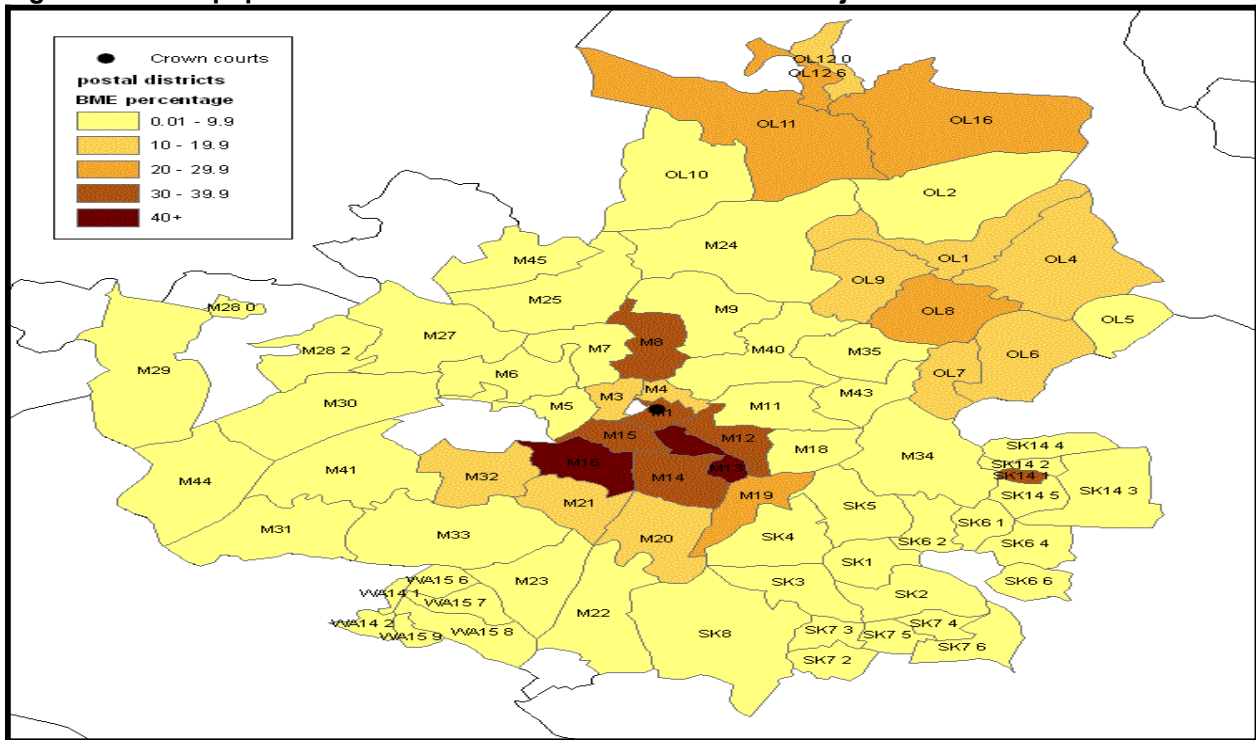 Crown courts
postal districts
BME percentage
0.01 - 9.9
10 - 19.9
20 - 29.9
30 - 39.9
40+
OL12 0
OL12 6
OL11
OL16
OL10
OL2
M24
M45
OL1
OL4
OL9
M25
M28 0
M9
OL8
OL5
M27
M8
M7
M40
M35
M28 2
OL6
M29
M6
OL7
M3
M4
M43
M30
M5
M1
M11
M15
M12
M18
SK14 4
M16
SK14 2
M41
M13
M34
SK14 1
M32
M14
M44
M19
SK14 5
SK14 3
M21
SK5
M31
M33
M20
SK4
SK6 1
SK6 2
SK6 4
SK1
WA15 6
M23
SK3
SK6 6
WA14 1
WA15 7
SK2
M22
WA14 2
WA15 8
WA15 9
SK8
SK7 3
SK7 4
SK7 5
SK7 6
SK7 2